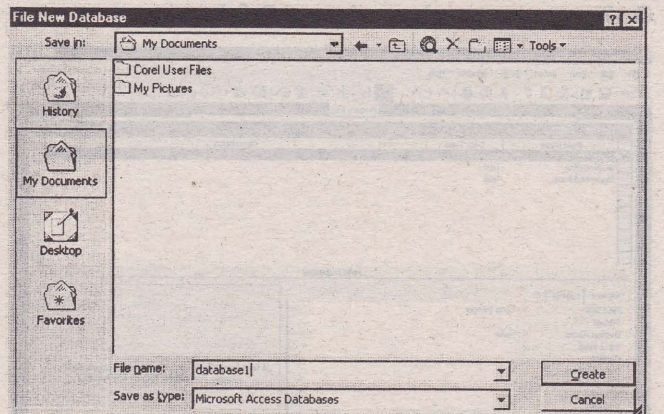 File New Database
Save in: My Documents Tools
History
My Documents
Desktop
Favorites
Corel User Files
My Pictures
File name: database1 Create
Save as type: Microsoft Access Databases Cancel